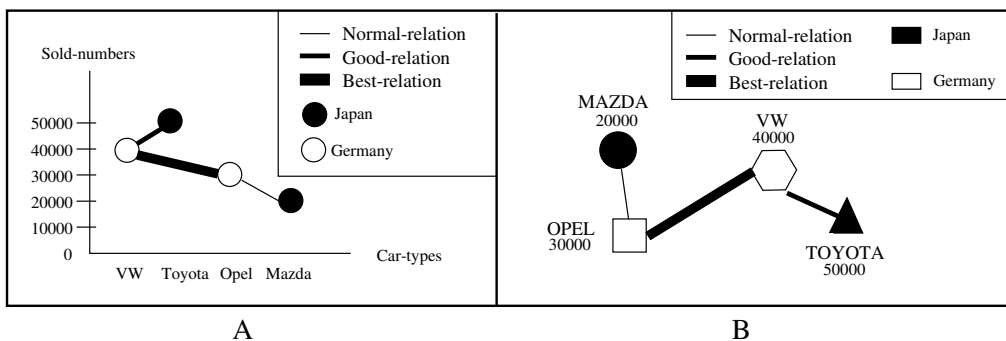 Sold-numbers
50000
40000
30000
20000
10000
0
VW Toyota Opel Mazda
Car-types
Normal-relation
Good-relation
Best-relation
Japan
Germany
A
Normal-relation
Good-relation
Best-relation
Japan
Germany
MAZDA
20000
VW
40000
OPEL
30000
TOYOTA
50000
B